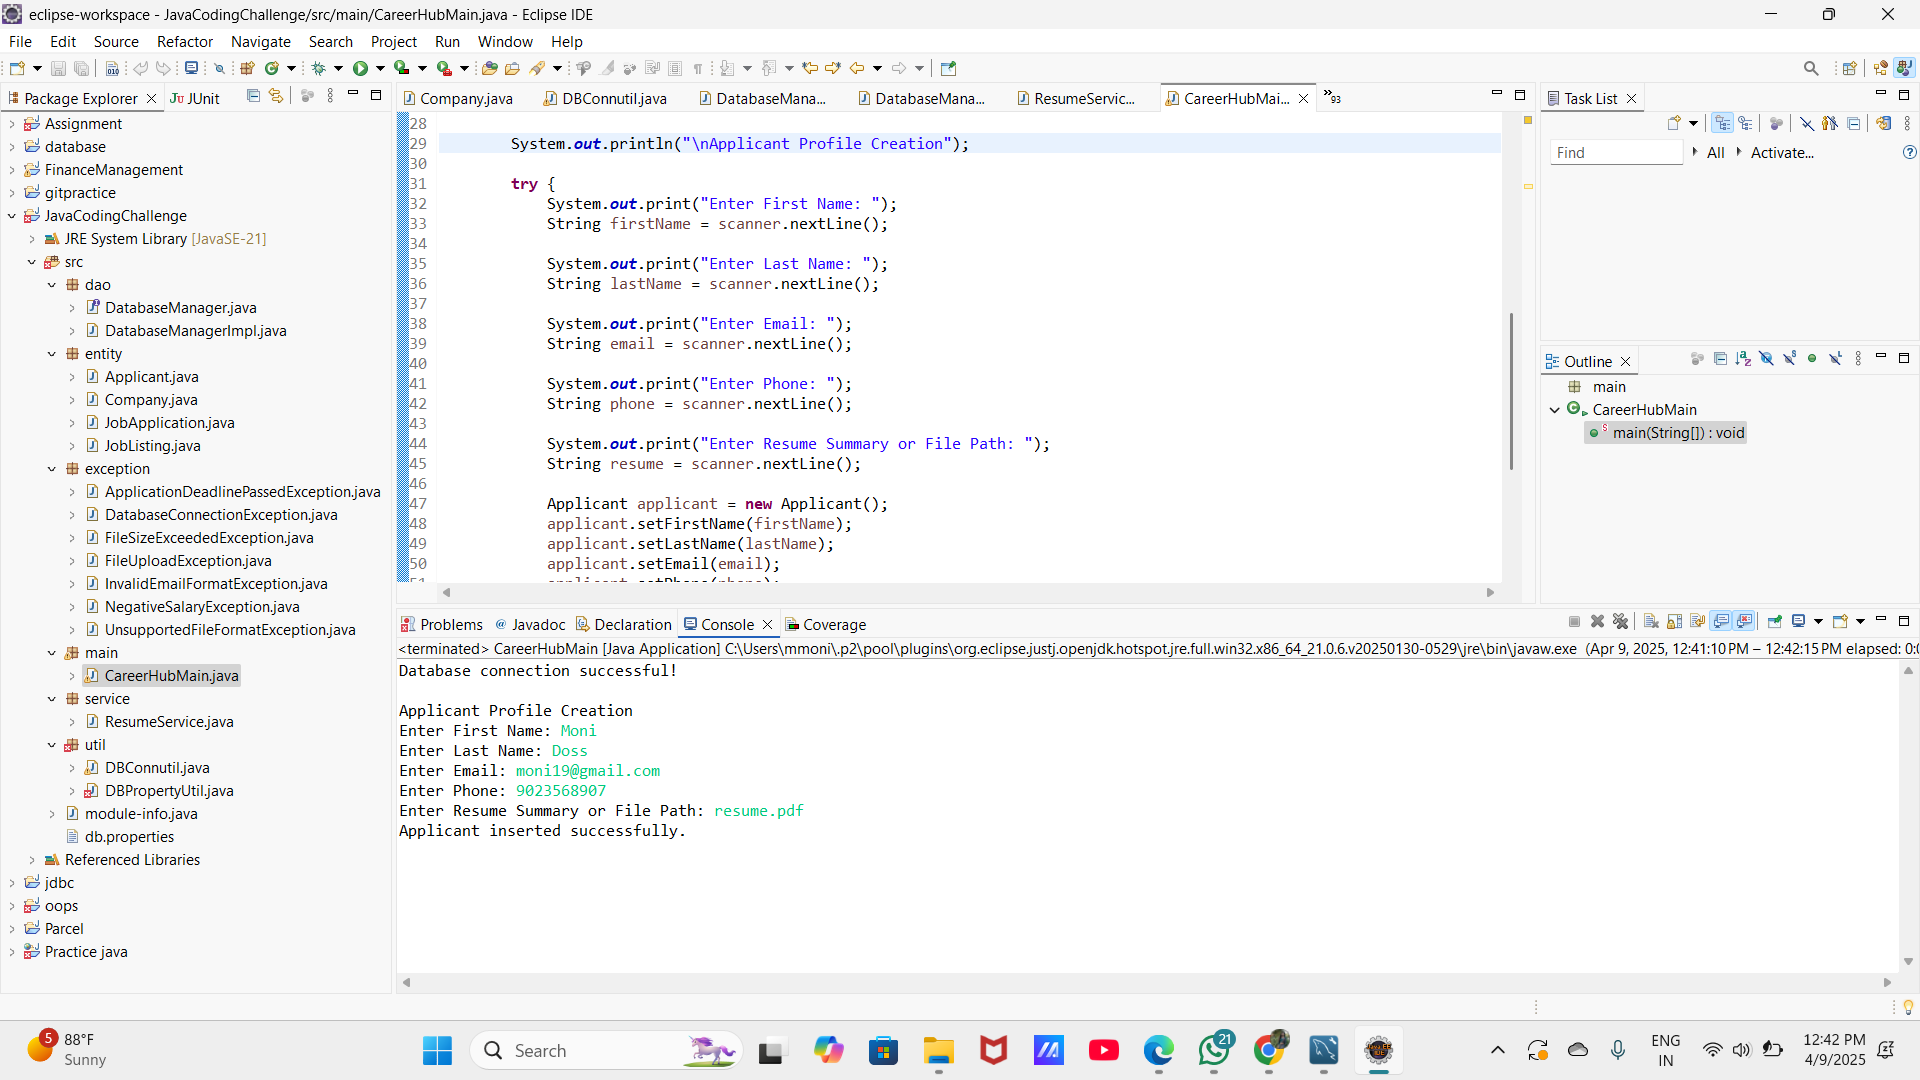 eclipse-workspace - JavaCodingChallenge/src/main/CareerHubMain.java - Eclipse IDE
File Edit Source Refactor Navigate Search Project Run Window Help
Package Explorer
JUnit
Assignment
database
FinanceManagement
gitpractice
JavaCodingChallenge
JRE System Library [JavaSE-21]
src
dao
DatabaseManager.java
DatabaseManagerImpl.java
entity
Applicant.java
Company.java
JobApplication.java
JobListing.java
exception
ApplicationDeadlinePassedException.java
DatabaseConnectionException.java
FileSizeExceededException.java
FileUploadException.java
InvalidEmailFormatException.java
NegativeSalaryException.java
UnsupportedFileFormatException.java
main
CareerHubMain.java
service
ResumeService.java
util
DBConnutil.java
DBPropertyUtil.java
module-info.java
db.properties
Referenced Libraries
jdbc
oops
Parcel
Practice java
Company.java DBConnutil.java DatabaseMana... DatabaseMana... ResumeServic... CareerHubMai... 93
28
29 System.out.println("\nApplicant Profile Creation");
30
31 try {
32 System.out.print("Enter First Name: ");
33 String firstName = scanner.nextLine();
34
35 System.out.print("Enter Last Name: ");
36 String lastName = scanner.nextLine();
37
38 System.out.print("Enter Email: ");
39 String email = scanner.nextLine();
40
41 System.out.print("Enter Phone: ");
42 String phone = scanner.nextLine();
43
44 System.out.print("Enter Resume Summary or File Path: ");
45 String resume = scanner.nextLine();
46
47 Applicant applicant = new Applicant();
48 applicant.setFirstName(firstName);
49 applicant.setLastName(lastName);
50 applicant.setEmail(email);
Task List
Find
All
Activate...
Outline
main
CareerHubMain
main(String[]) : void
Problems Javadoc Declaration Console Coverage
<terminated> CareerHubMain [Java Application] C:\Users\mmoni\.p2\pool\plugins\org.eclipse.justj.openjdk.hotspot.jre.full.win32.x86_64_21.0.6.v20250130-0529\jre\bin\javaw.exe (Apr 9, 2025, 12:41:10 PM – 12:42:15 PM elapsed: 0:0
Database connection successful!
Applicant Profile Creation
Enter First Name: Moni
Enter Last Name: Doss
Enter Email: moni19@gmail.com
Enter Phone: 9023568907
Enter Resume Summary or File Path: resume.pdf
Applicant inserted successfully.
5
88°F
Sunny
Search
21
ENG
IN
12:42 PM
4/9/2025